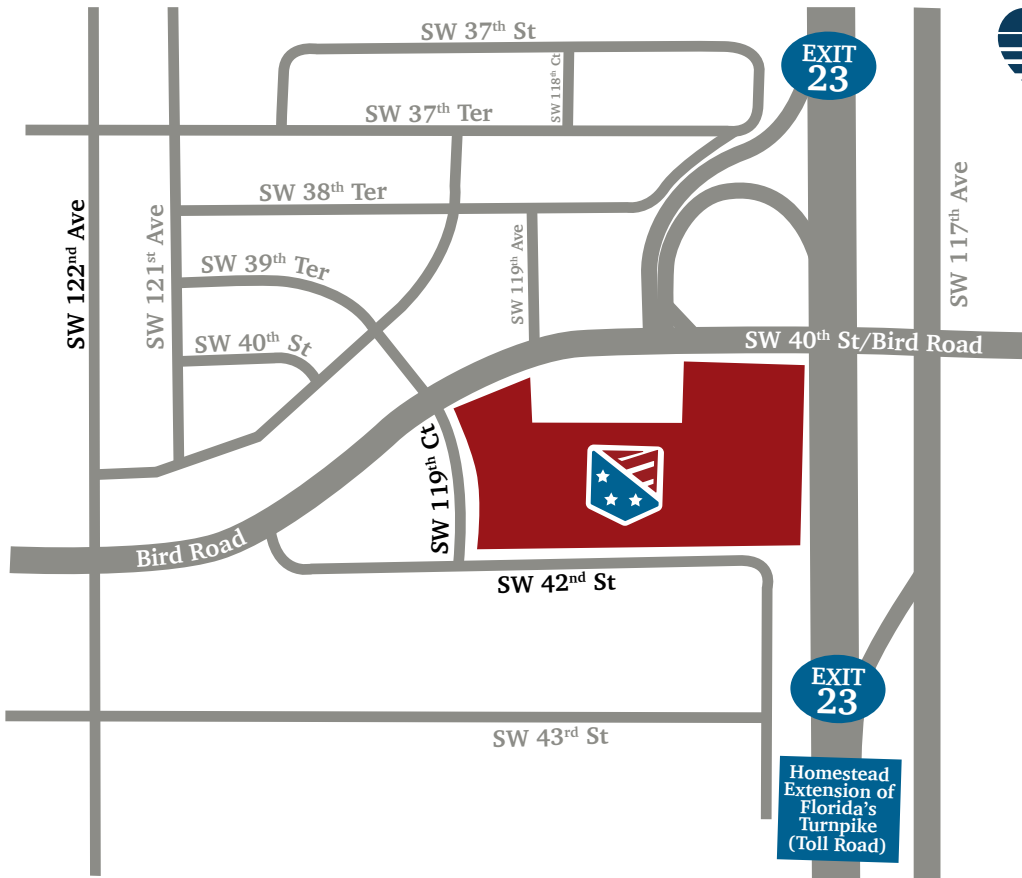 SW 37th St
EXIT
23
SW 118th Ct
SW 37th Ter
SW 38th Ter
SW 122nd Ave
SW 121st Ave
SW 119th Ave
SW 117th Ave
SW 39th Ter
SW 40th St
SW 40th St/Bird Road
SW 119th Ct
Bird Road
SW 42nd St
EXIT
23
SW 43rd St
Homestead
Extension of
Florida's
Turnpike
(Toll Road)